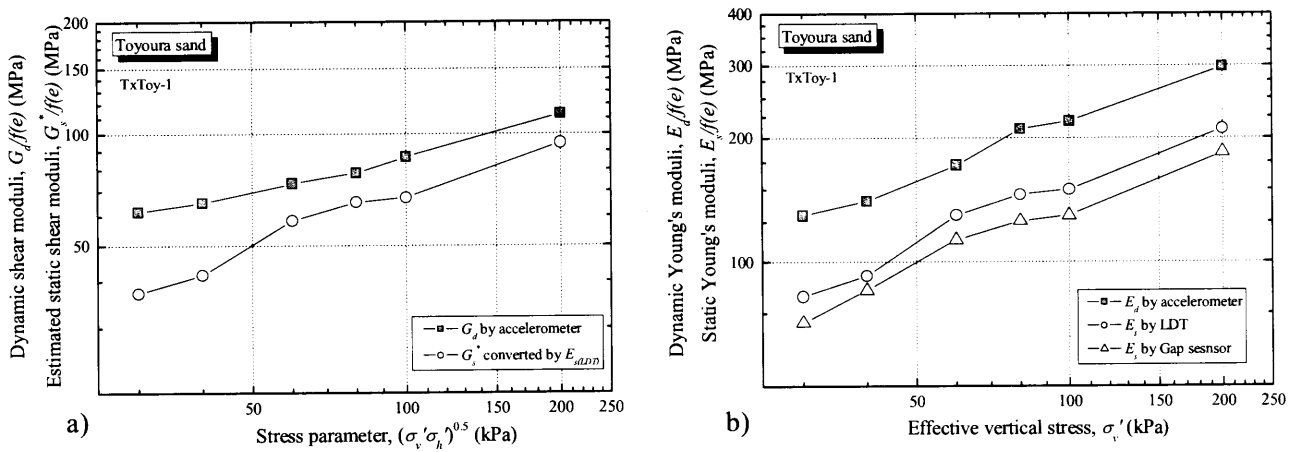 Dynamic shear moduli, G_d/f(e) (MPa)
Estimated static shear moduli, G_s*/f(e) (MPa)
200
150
100
50
Toyoura sand
TxToy-1
G_d by accelerometer
G_s* converted by E_s(LDT)
50
100
150
200
250
a)
Stress parameter, (σ_v'σ_h')^0.5 (kPa)
Dynamic Young's moduli, E_d/f(e) (MPa)
Static Young's moduli, E_s/f(e) (MPa)
400
300
200
100
Toyoura sand
TxToy-1
E_d by accelerometer
E_s by LDT
E_s by Gap sesnsor
50
100
150
200
250
b)
Effective vertical stress, σ_v' (kPa)